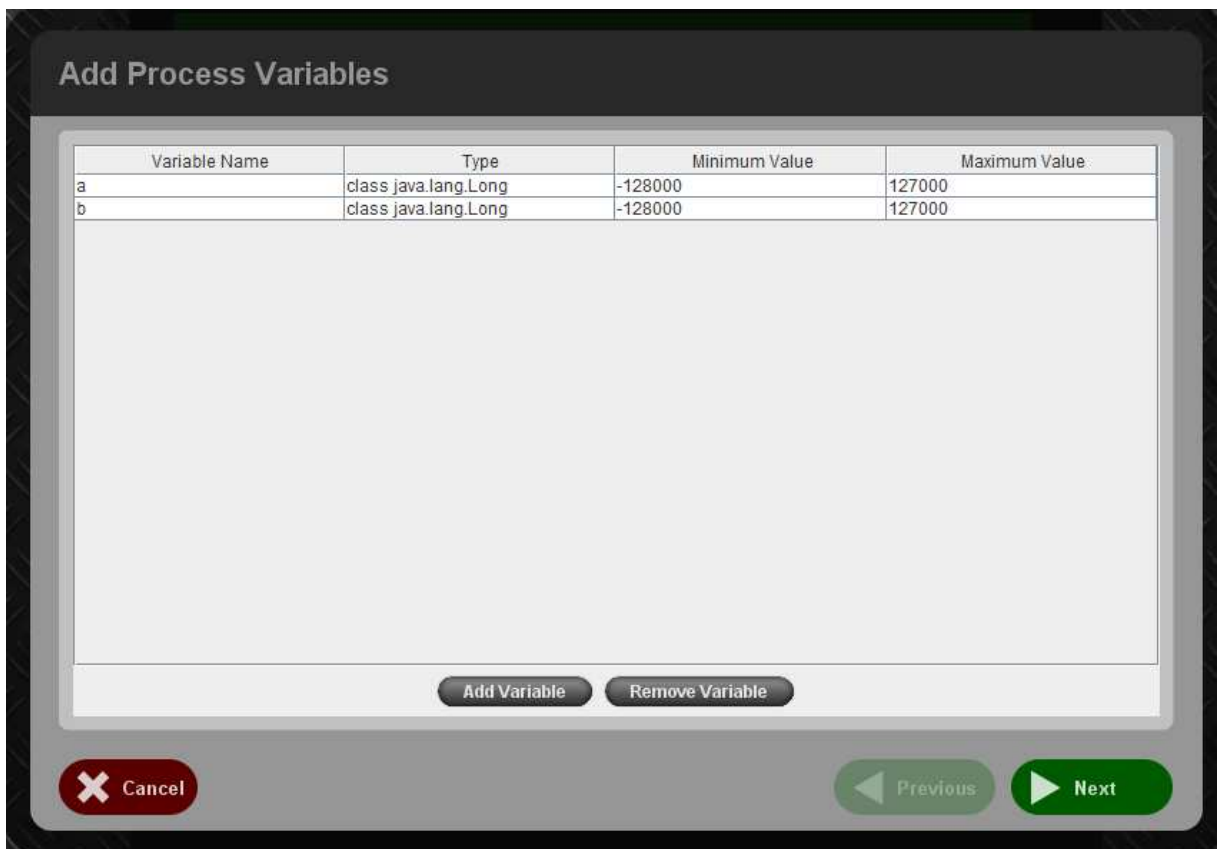 Add Process Variables
Variable Name Type Minimum Value Maximum Value
a class java.lang.Long -128000 127000
b class java.lang.Long -128000 127000
Add Variable Remove Variable
Cancel Previous Next